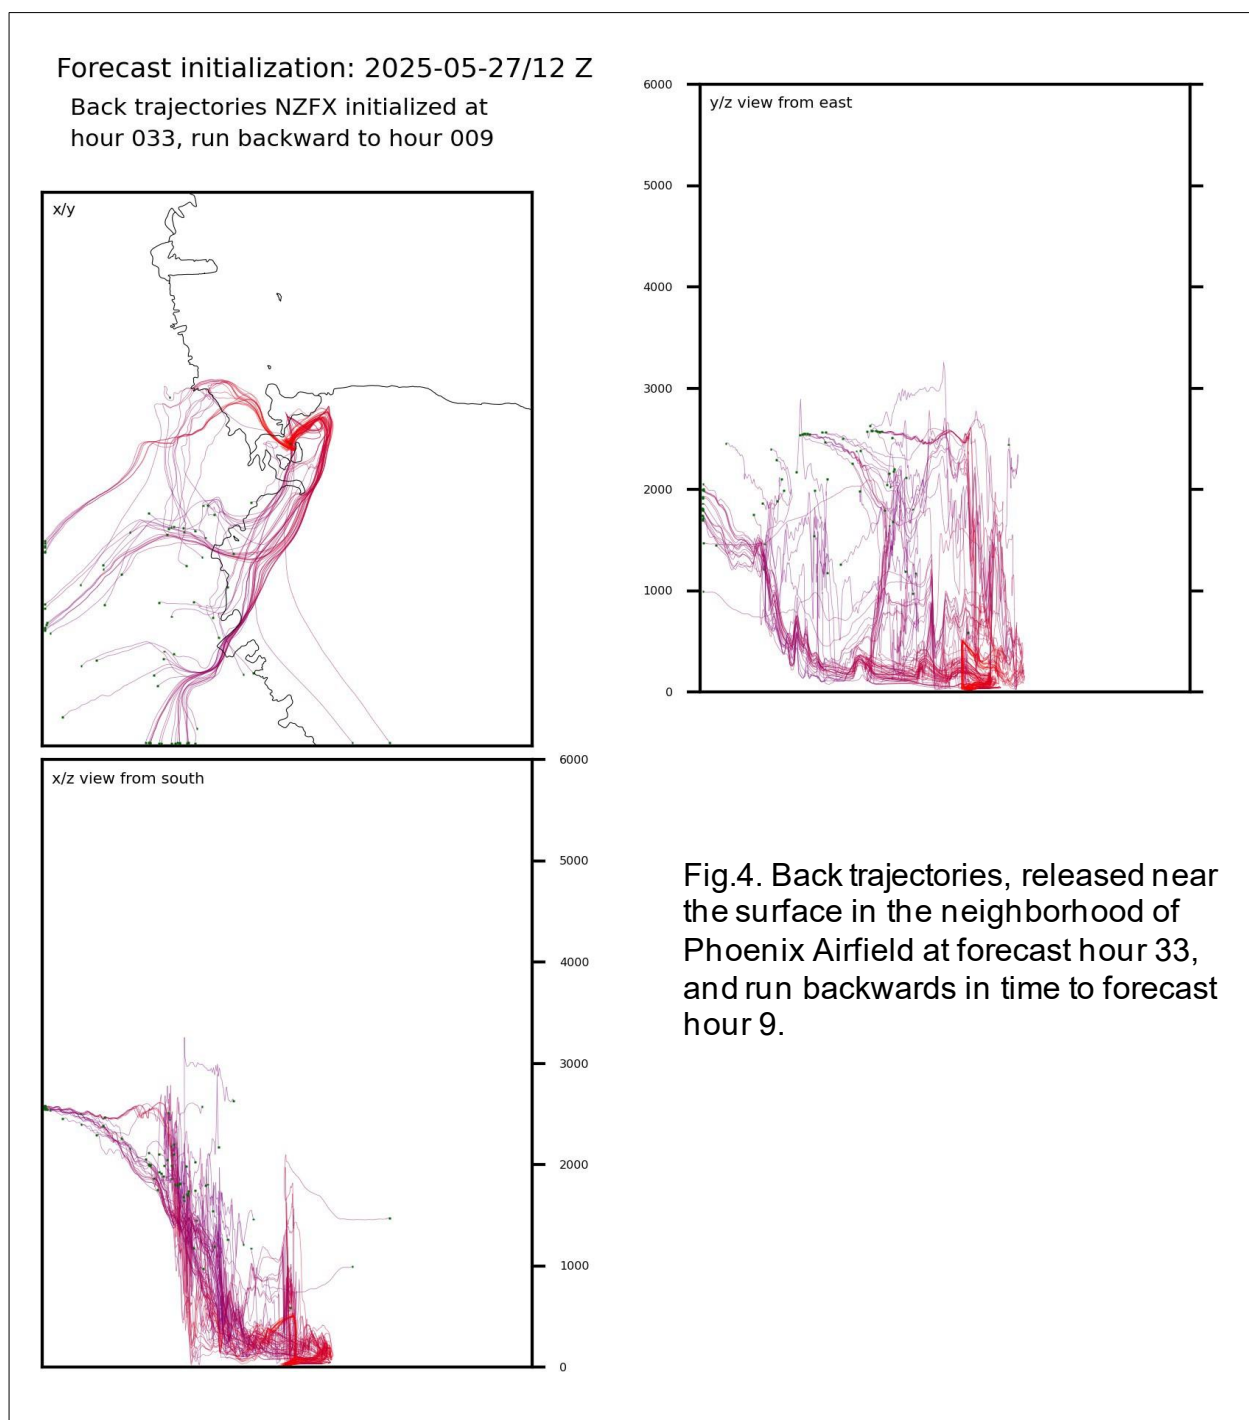 Forecast initialization: 2025-05-27/12 Z
Back trajectories NZFX initialized at
hour 033, run backward to hour 009
x/y
y/z view from east
6000
5000
4000
3000
2000
1000
0
x/z view from south
6000
5000
4000
3000
2000
1000
0
Fig.4. Back trajectories, released near
the surface in the neighborhood of
Phoenix Airfield at forecast hour 33,
and run backwards in time to forecast
hour 9.